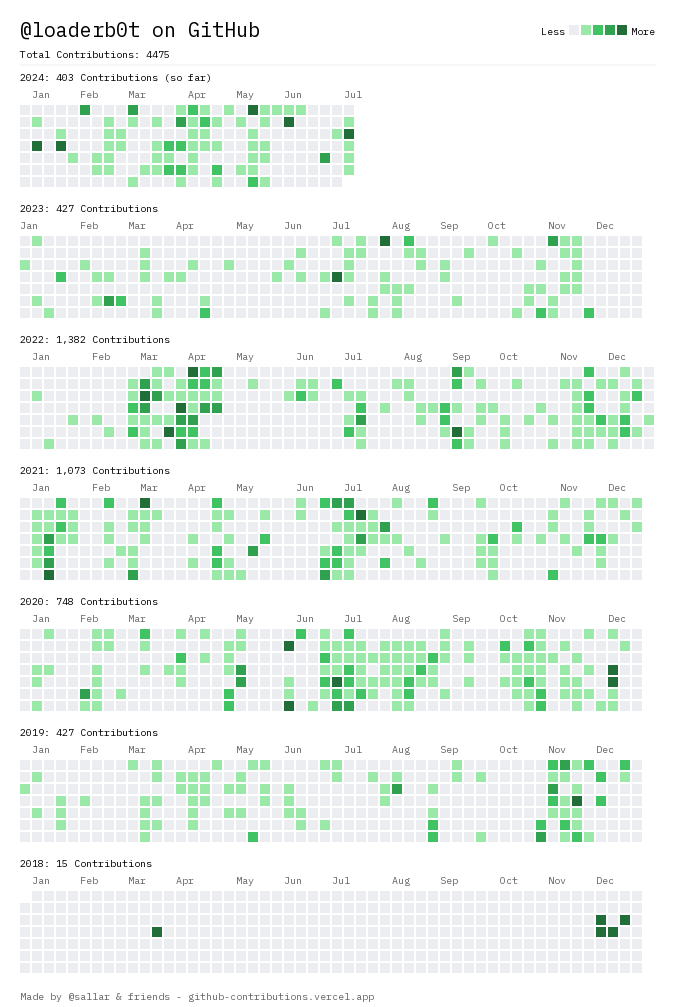 @loaderb0t on GitHub
Less More
Total Contributions: 4475
2024: 403 Contributions (so far)
Jan Feb Mar Apr May Jun Jul
2023: 427 Contributions
Jan Feb Mar Apr May Jun Jul Aug Sep Oct Nov Dec
2022: 1,382 Contributions
Jan Feb Mar Apr May Jun Jul Aug Sep Oct Nov Dec
2021: 1,073 Contributions
Jan Feb Mar Apr May Jun Jul Aug Sep Oct Nov Dec
2020: 748 Contributions
Jan Feb Mar Apr May Jun Jul Aug Sep Oct Nov Dec
2019: 427 Contributions
Jan Feb Mar Apr May Jun Jul Aug Sep Oct Nov Dec
2018: 15 Contributions
Jan Feb Mar Apr May Jun Jul Aug Sep Oct Nov Dec
Made by @sallar & friends - github-contributions.vercel.app